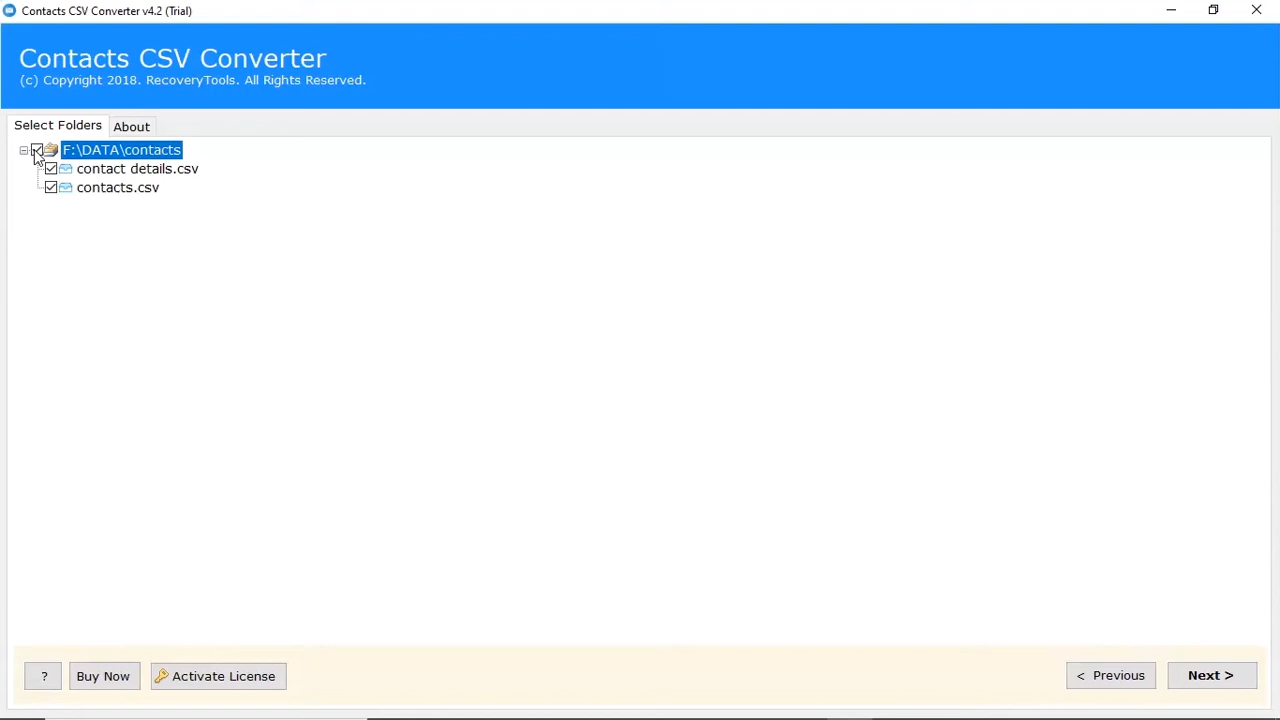 Contacts CSV Converter v4.2 (Trial)
Contacts CSV Converter
(c) Copyright 2018. RecoveryTools. All Rights Reserved.
Select Folders About
F:\DATA\contacts
contact details.csv
contacts.csv
? Buy Now Activate License < Previous Next >